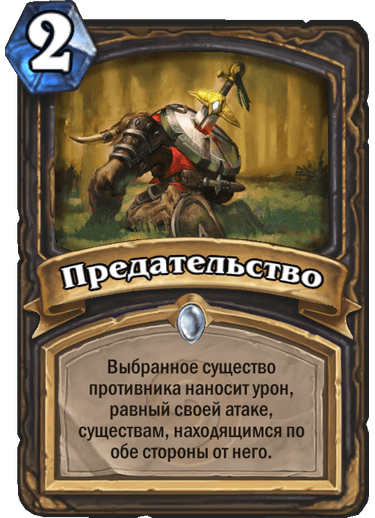 2
Предательство
Выбранное существо
противника наносит урон,
равный своей атаке,
существам, находящимся по
обе стороны от него.